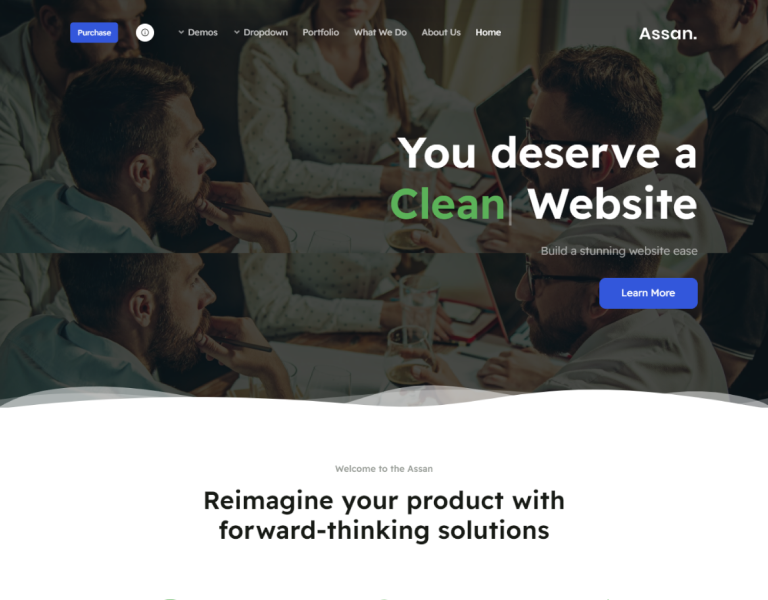 Purchase
Demos
Dropdown
Portfolio
What We Do
About Us
Home
Assan.
You deserve a
Clean| Website
Build a stunning website ease
Learn More
Welcome to the Assan
Reimagine your product with
forward-thinking solutions